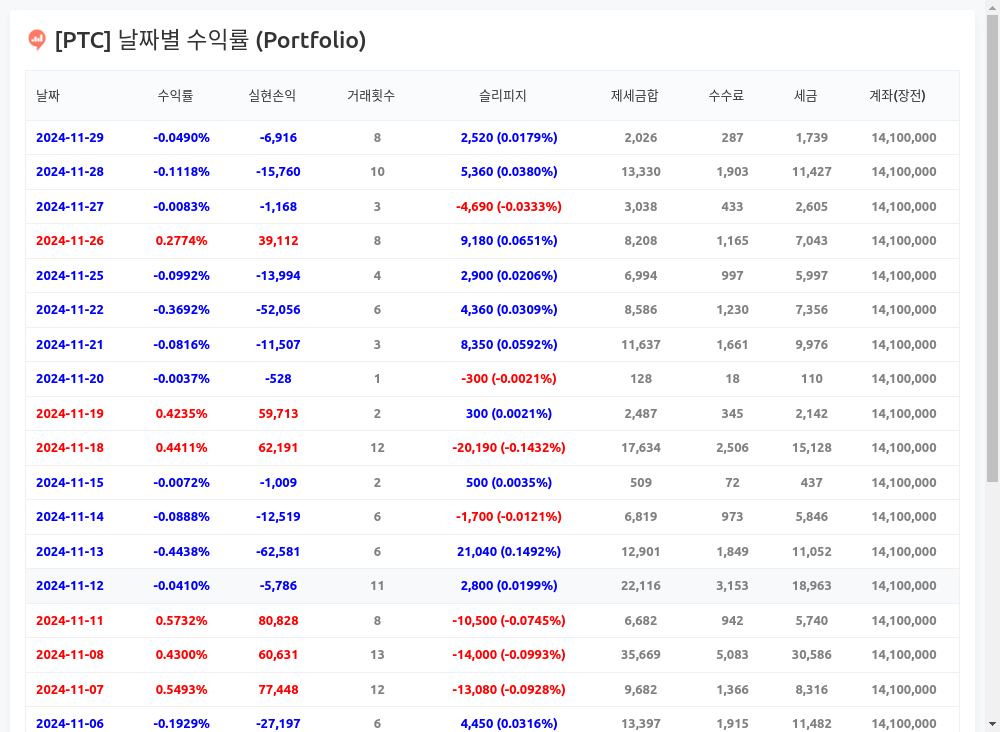 [PTC] 날짜별 수익률 (Portfolio)
날짜 수익률 실현손익 거래횟수 슬리피지 제세금합 수수료 세금 계좌(장전)
2024-11-29 -0.0490% -6,916 8 2,520 (0.0179%) 2,026 287 1,739 14,100,000
2024-11-28 -0.1118% -15,760 10 5,360 (0.0380%) 13,330 1,903 11,427 14,100,000
2024-11-27 -0.0083% -1,168 3 -4,690 (-0.0333%) 3,038 433 2,605 14,100,000
2024-11-26 0.2774% 39,112 8 9,180 (0.0651%) 8,208 1,165 7,043 14,100,000
2024-11-25 -0.0992% -13,994 4 2,900 (0.0206%) 6,994 997 5,997 14,100,000
2024-11-22 -0.3692% -52,056 6 4,360 (0.0309%) 8,586 1,230 7,356 14,100,000
2024-11-21 -0.0816% -11,507 3 8,350 (0.0592%) 11,637 1,661 9,976 14,100,000
2024-11-20 -0.0037% -528 1 -300 (-0.0021%) 128 18 110 14,100,000
2024-11-19 0.4235% 59,713 2 300 (0.0021%) 2,487 345 2,142 14,100,000
2024-11-18 0.4411% 62,191 12 -20,190 (-0.1432%) 17,634 2,506 15,128 14,100,000
2024-11-15 -0.0072% -1,009 2 500 (0.0035%) 509 72 437 14,100,000
2024-11-14 -0.0888% -12,519 6 -1,700 (-0.0121%) 6,819 973 5,846 14,100,000
2024-11-13 -0.4438% -62,581 6 21,040 (0.1492%) 12,901 1,849 11,052 14,100,000
2024-11-12 -0.0410% -5,786 11 2,800 (0.0199%) 22,116 3,153 18,963 14,100,000
2024-11-11 0.5732% 80,828 8 -10,500 (-0.0745%) 6,682 942 5,740 14,100,000
2024-11-08 0.4300% 60,631 13 -14,000 (-0.0993%) 35,669 5,083 30,586 14,100,000
2024-11-07 0.5493% 77,448 12 -13,080 (-0.0928%) 9,682 1,366 8,316 14,100,000
2024-11-06 -0.1929% -27,197 6 4,450 (0.0316%) 13,397 1,915 11,482 14,100,000